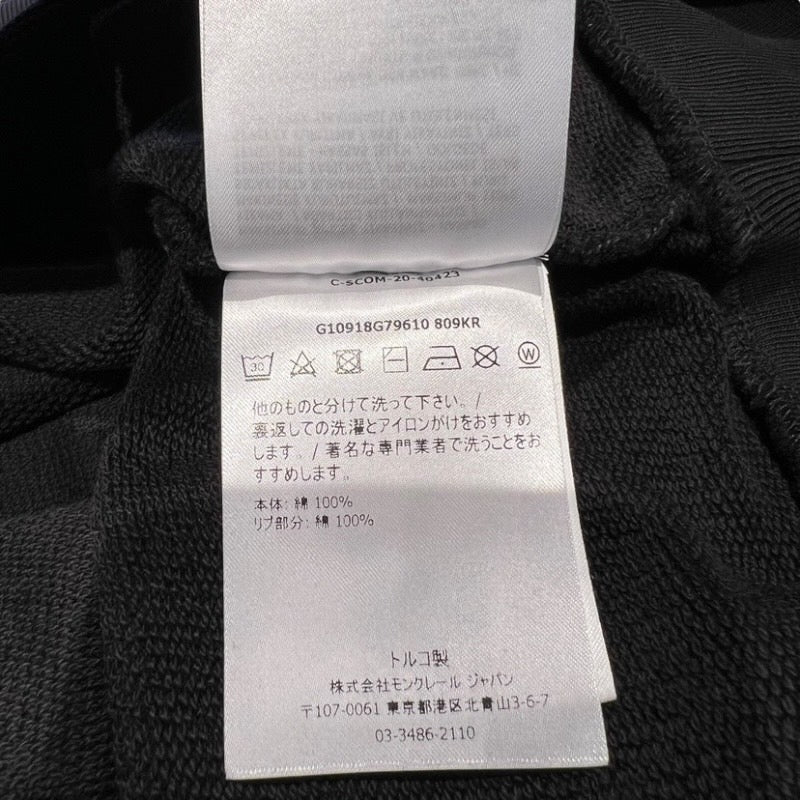 C-SCOM-20-40423
G10918G79610 809KR
30
W
他のものと分けて洗って下さい。/
裏返しての洗濯とアイロンがけをおすすめ
します。/ 著名な専門業者で洗うことをお
すすめします。
本体: 綿 100%
リブ部分: 綿 100%
トルコ製
株式会社モンクレール ジャパン
〒107-0061 東京都港区北青山3-6-7
03-3486-2110